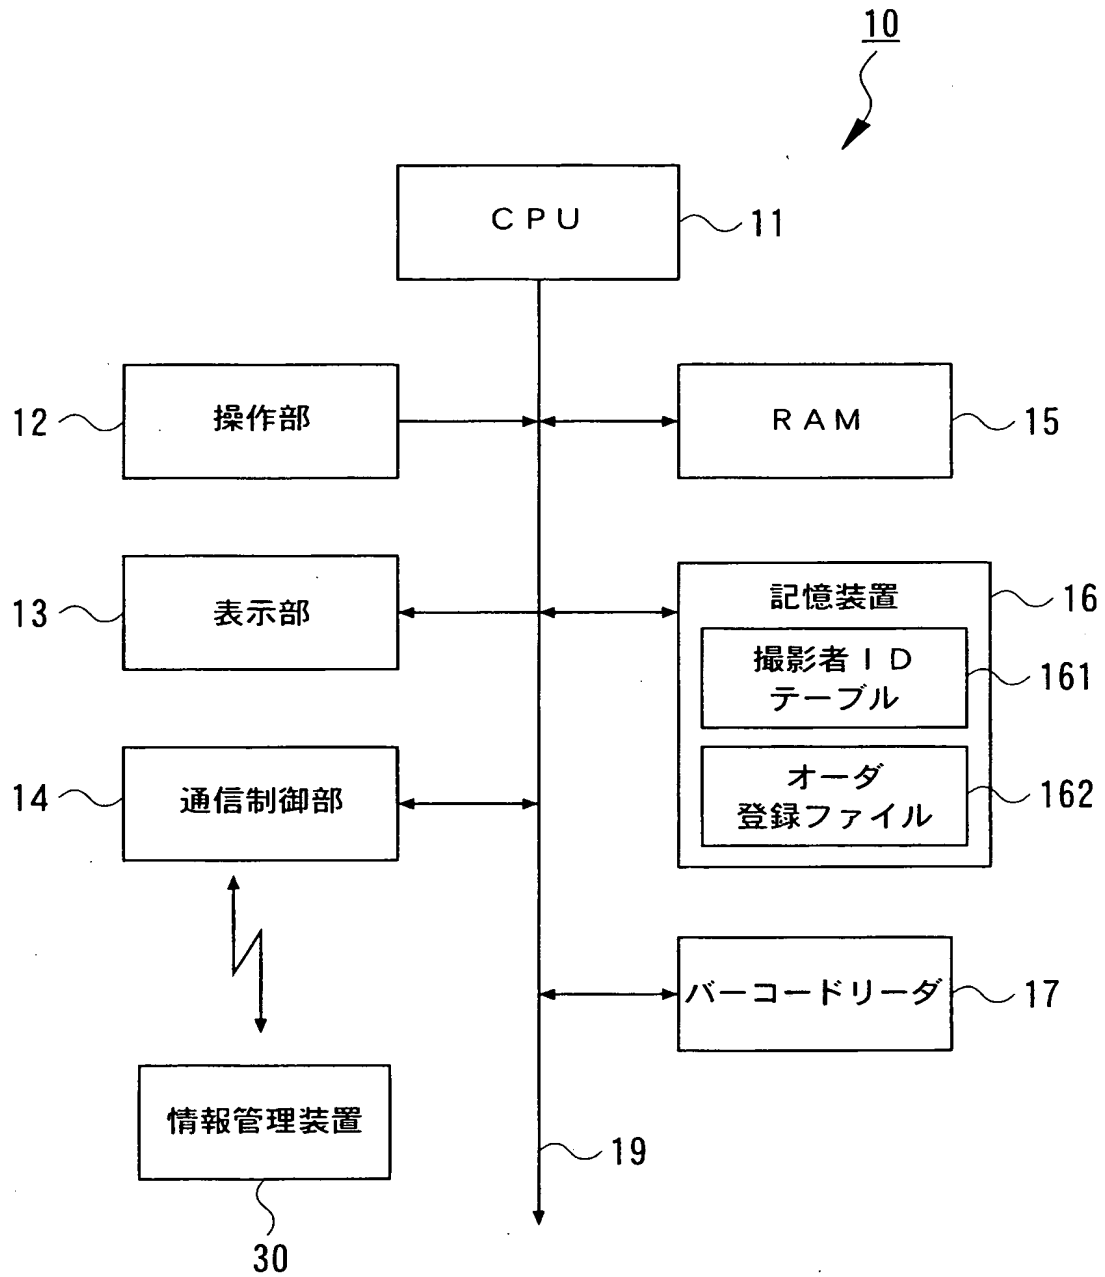 10
CPU
11
12
操作部
RAM
15
13
表示部
記憶装置
16
撮影者ID
テーブル
161
14
通信制御部
オーダ
登録ファイル
162
バーコードリーダ
17
情報管理装置
19
30